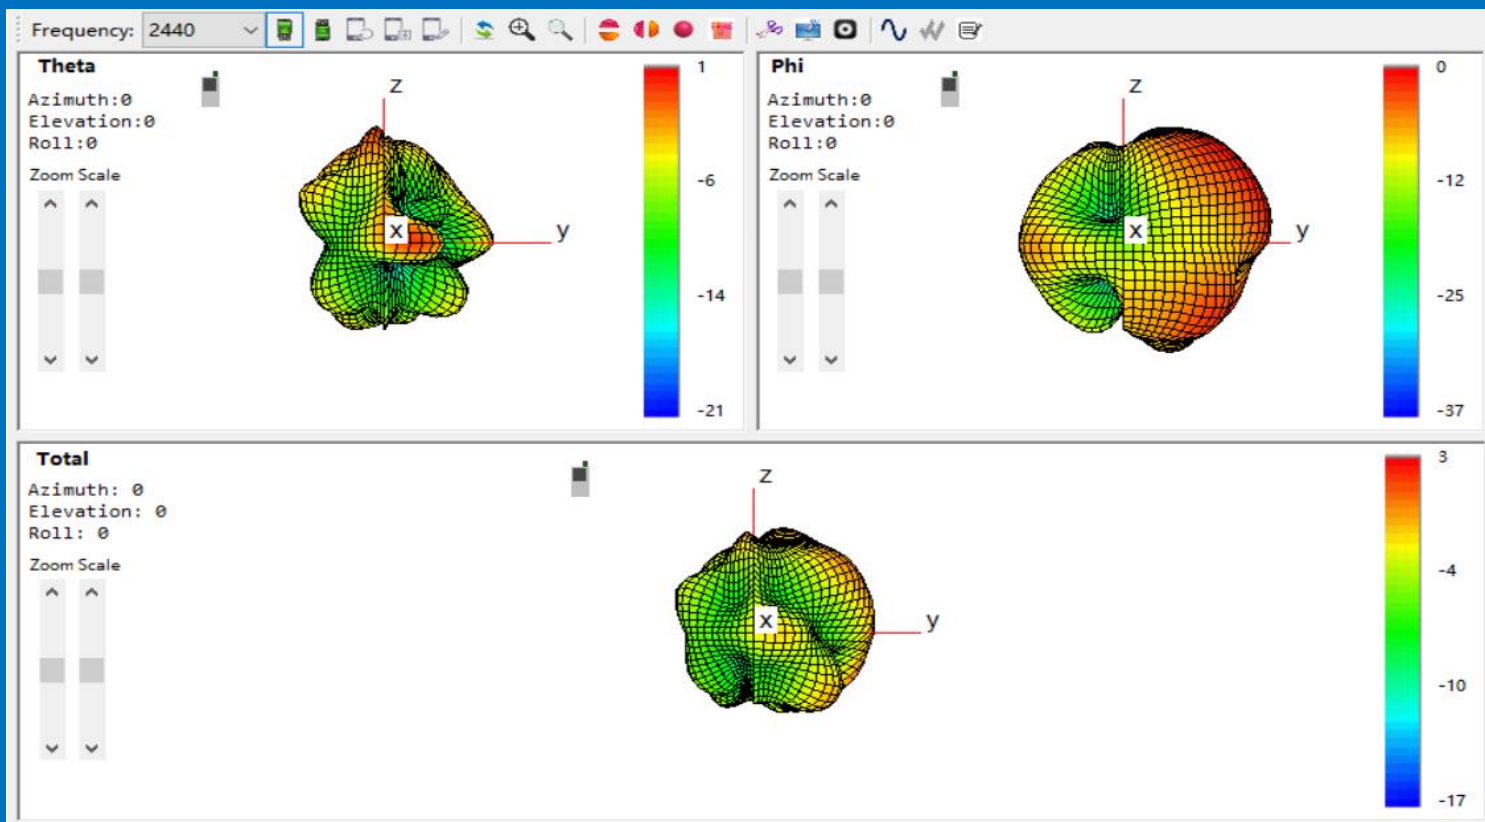 Frequency: 2440
Theta
Azimuth:0
Elevation:0
Roll:0
Zoom Scale
z
y
x
1
-6
-14
-21
Phi
Azimuth:0
Elevation:0
Roll:0
Zoom Scale
z
y
x
0
-12
-25
-37
Total
Azimuth: 0
Elevation: 0
Roll: 0
Zoom Scale
z
y
x
3
-4
-10
-17